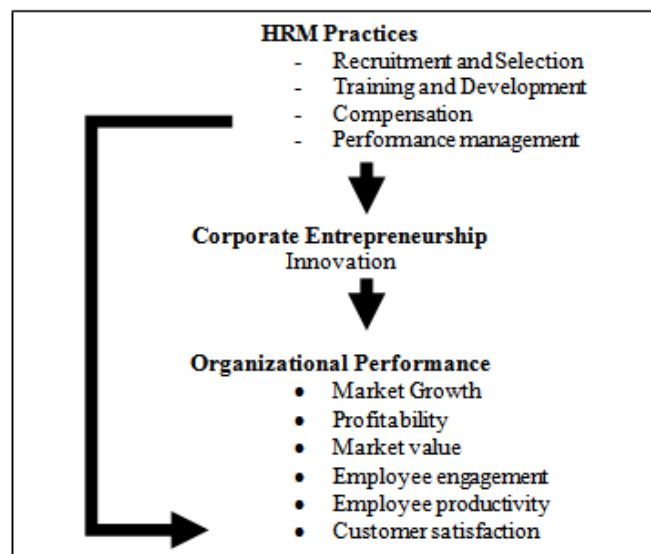 HRM Practices
- Recruitment and Selection
- Training and Development
- Compensation
- Performance management
Corporate Entrepreneurship
Innovation
Organizational Performance
• Market Growth
• Profitability
• Market value
• Employee engagement
• Employee productivity
• Customer satisfaction